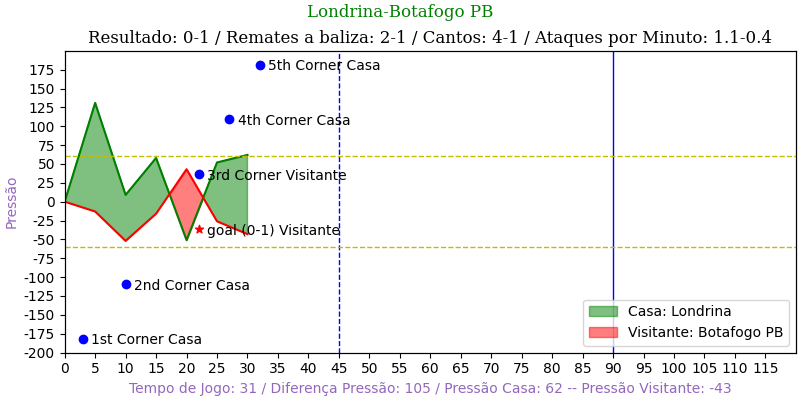 Londrina-Botafogo PB
Resultado: 0-1 / Remates a baliza: 2-1 / Cantos: 4-1 / Ataques por Minuto: 1.1-0.4
Pressão
175
150
125
100
75
50
25
0
-25
-50
-75
-100
-125
-150
-175
-200
5th Corner Casa
4th Corner Casa
3rd Corner Visitante
goal (0-1) Visitante
2nd Corner Casa
1st Corner Casa
Casa: Londrina
Visitante: Botafogo PB
0 5 10 15 20 25 30 35 40 45 50 55 60 65 70 75 80 85 90 95 100 105 110 115
Tempo de Jogo: 31 / Diferença Pressão: 105 / Pressão Casa: 62 -- Pressão Visitante: -43